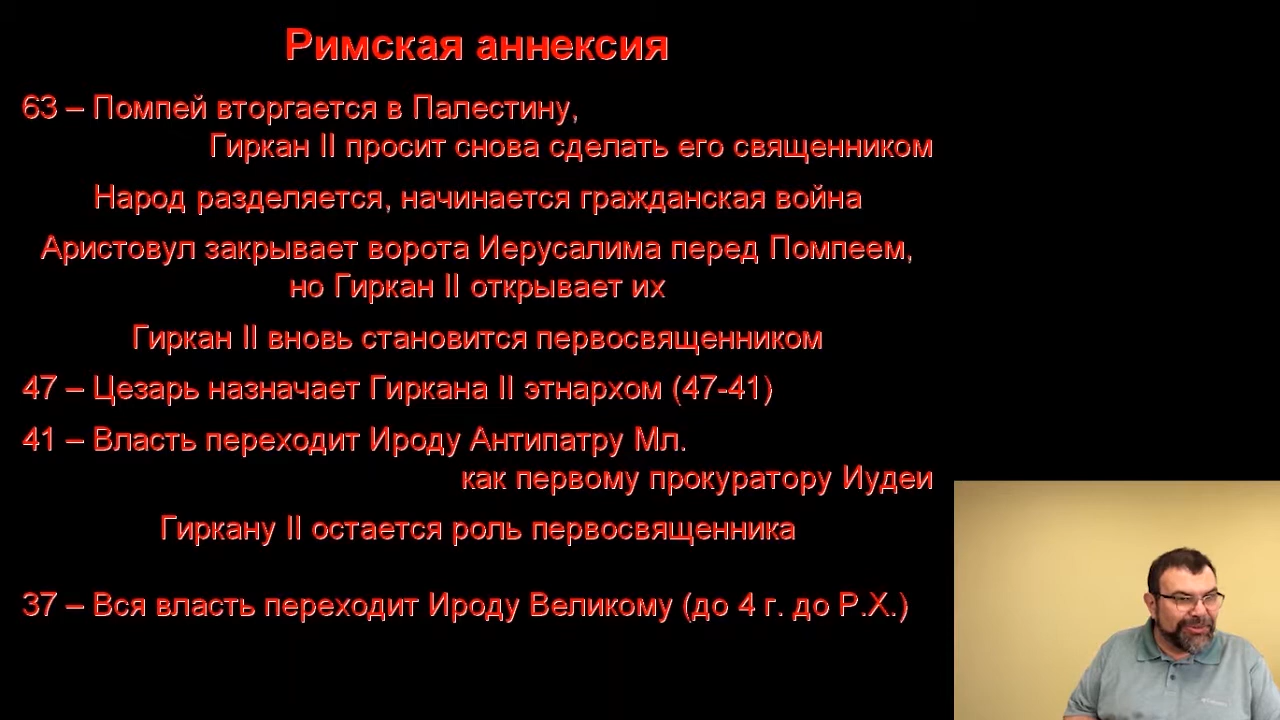 Римская аннексия
63 – Помпей вторгается в Палестину,
Гиркан II просит снова сделать его священником
Народ разделяется, начинается гражданская война
Аристовул закрывает ворота Иерусалима перед Помпеем,
но Гиркан II открывает их
Гиркан II вновь становится первосвященником
47 – Цезарь назначает Гиркана II этнархом (47-41)
41 – Власть переходит Ироду Антипатру Мл.
как первому прокуратору Иудеи
Гиркану II остается роль первосвященника
37 – Вся власть переходит Ироду Великому (до 4 г. до Р.Х.)